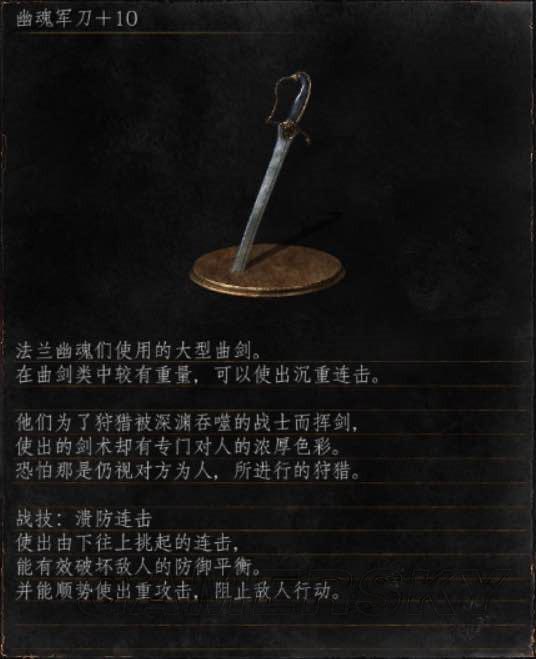 幽魂军刀＋10
法兰幽魂们使用的大型曲剑。
在曲剑类中较有重量，可以使出沉重连击。
他们为了狩猎被深渊吞噬的战士而挥剑，
使出的剑术却有专门对人的浓厚色彩。
恐怕那是仍视对方为人，所进行的狩猎。
战技：溃防连击
使出由下往上挑起的连击，
能有效破坏敌人的防御平衡。
并能顺势使出重攻击，阻止敌人行动。